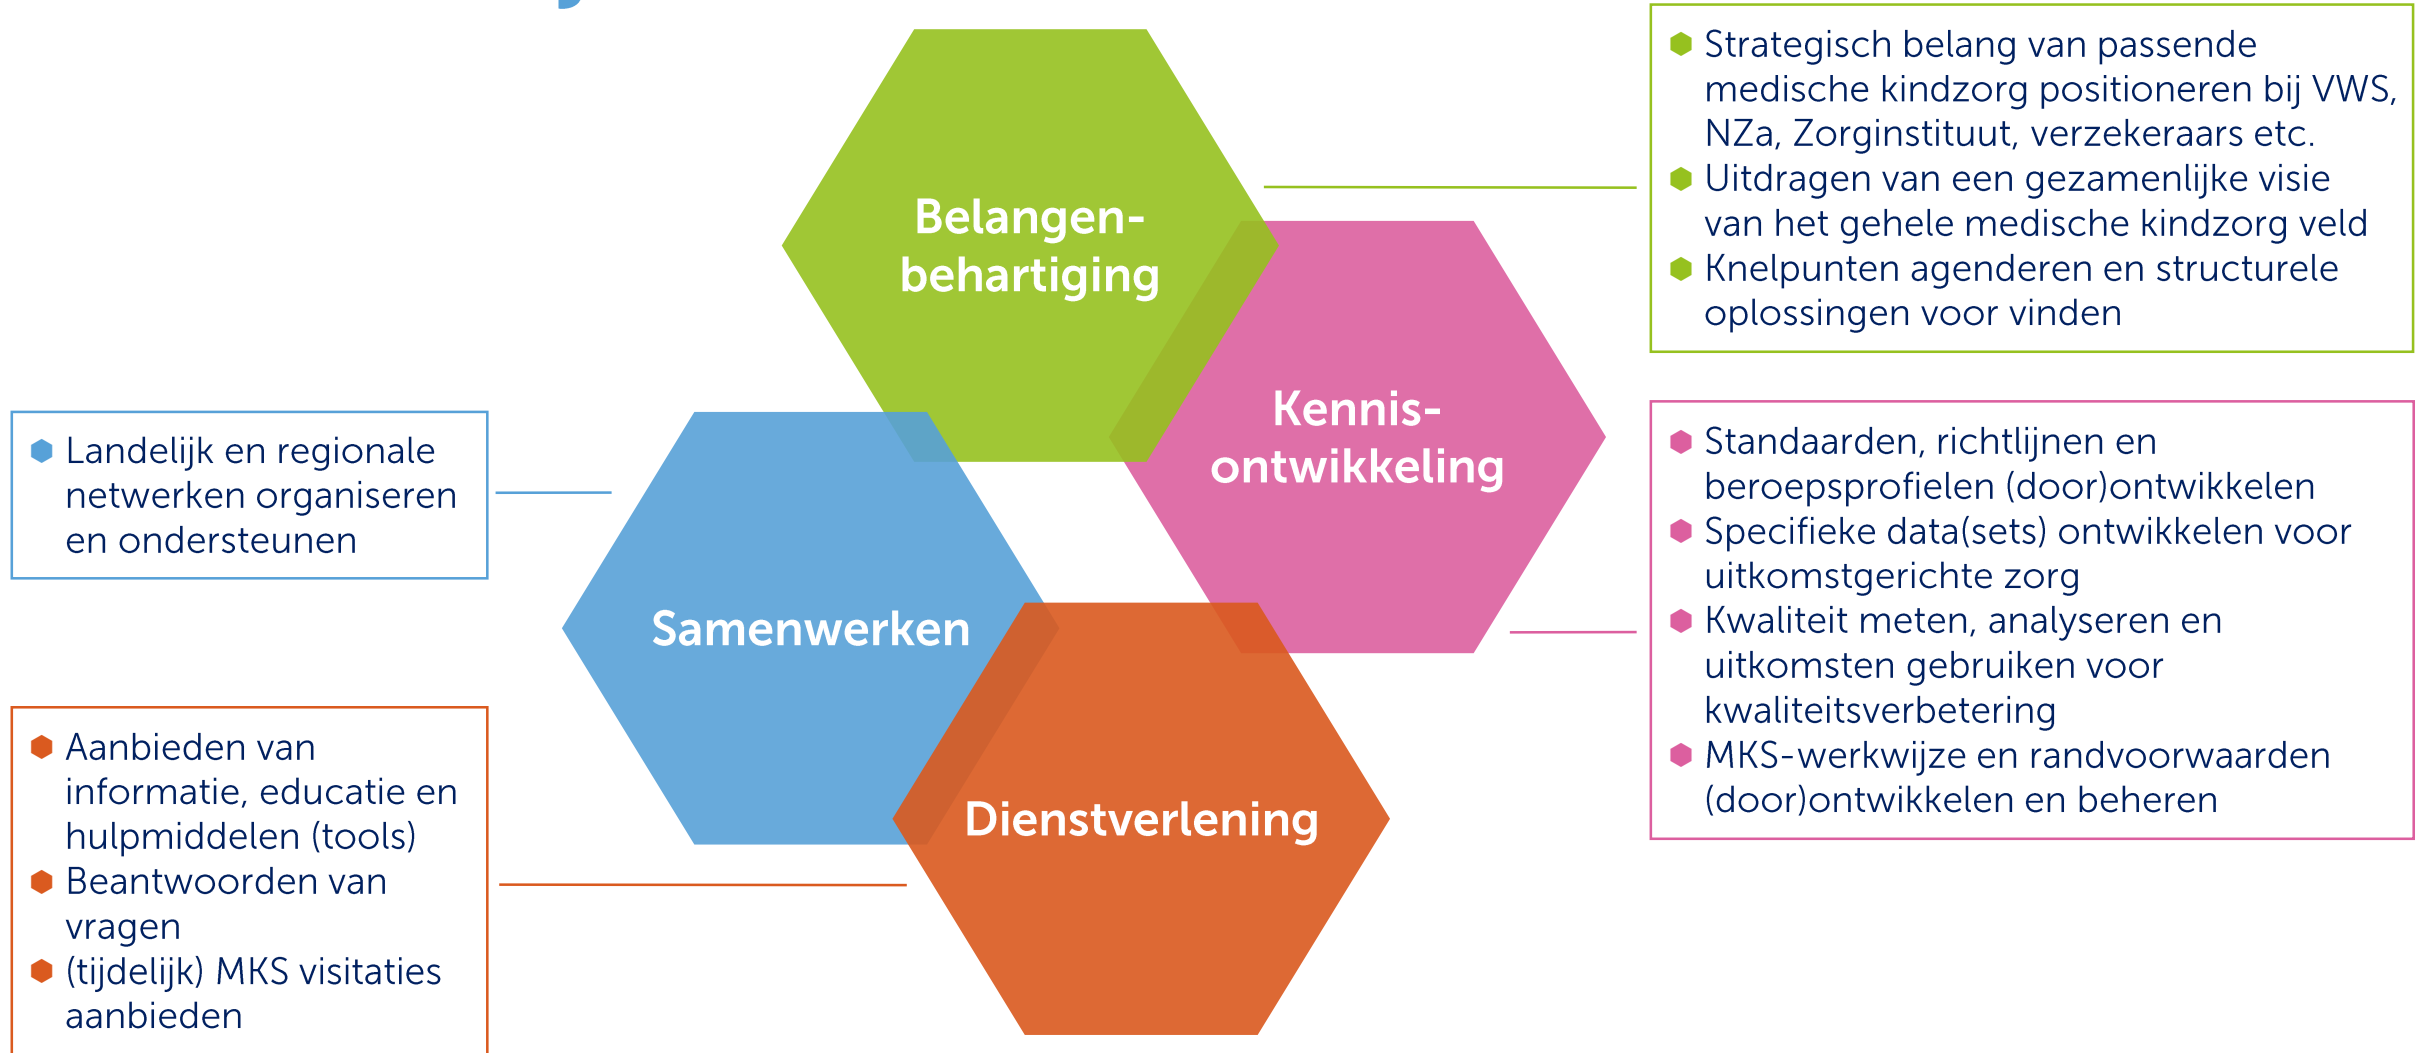 Belangen-
behartiging
Strategisch belang van passende
medische kindzorg positioneren bij VWS,
NZa, Zorginstituut, verzekeraars etc.
Uitdragen van een gezamenlijke visie
van het gehele medische kindzorg veld
Knelpunten agenderen en structurele
oplossingen voor vinden
Kennis-
ontwikkeling
Standaarden, richtlijnen en
beroepsprofielen (door)ontwikkelen
Specifieke data(sets) ontwikkelen voor
uitkomstgerichte zorg
Kwaliteit meten, analyseren en
uitkomsten gebruiken voor
kwaliteitsverbetering
MKS-werkwijze en randvoorwaarden
(door)ontwikkelen en beheren
Landelijk en regionale
netwerken organiseren
en ondersteunen
Samenwerken
Aanbieden van
informatie, educatie en
hulpmiddelen (tools)
Beantwoorden van
vragen
(tijdelijk) MKS visitaties
aanbieden
Dienstverlening